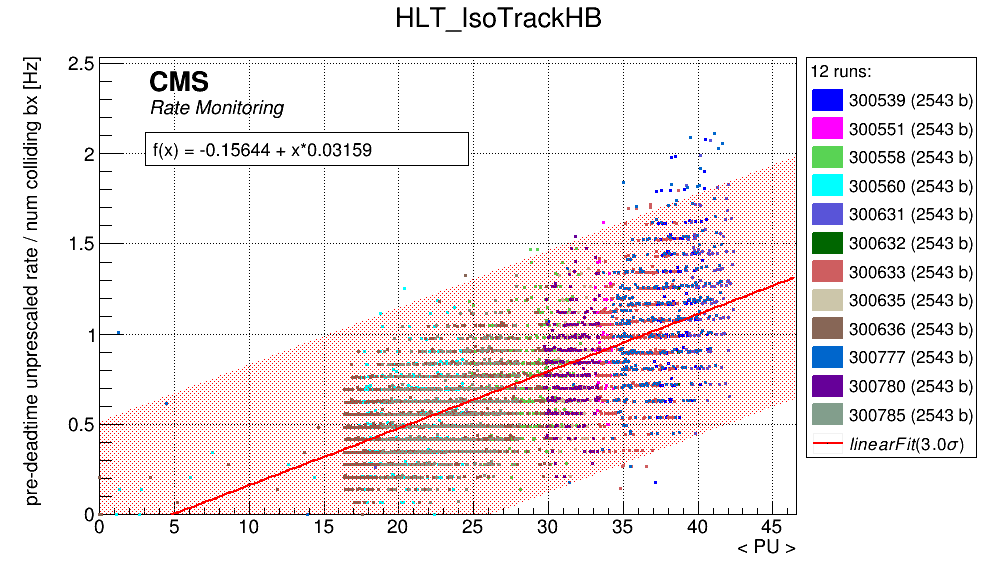 HLT_IsoTrackHB
pre-deadtime unprescaled rate / num colliding bx [Hz]
2.5
2
1.5
1
0.5
0
CMS
Rate Monitoring
f(x) = -0.15644 + x*0.03159
0 5 10 15 20 25 30 35 40 45
< PU >
12 runs:
300539 (2543 b)
300551 (2543 b)
300558 (2543 b)
300560 (2543 b)
300631 (2543 b)
300632 (2543 b)
300633 (2543 b)
300635 (2543 b)
300636 (2543 b)
300777 (2543 b)
300780 (2543 b)
300785 (2543 b)
linearFit(3.0σ)